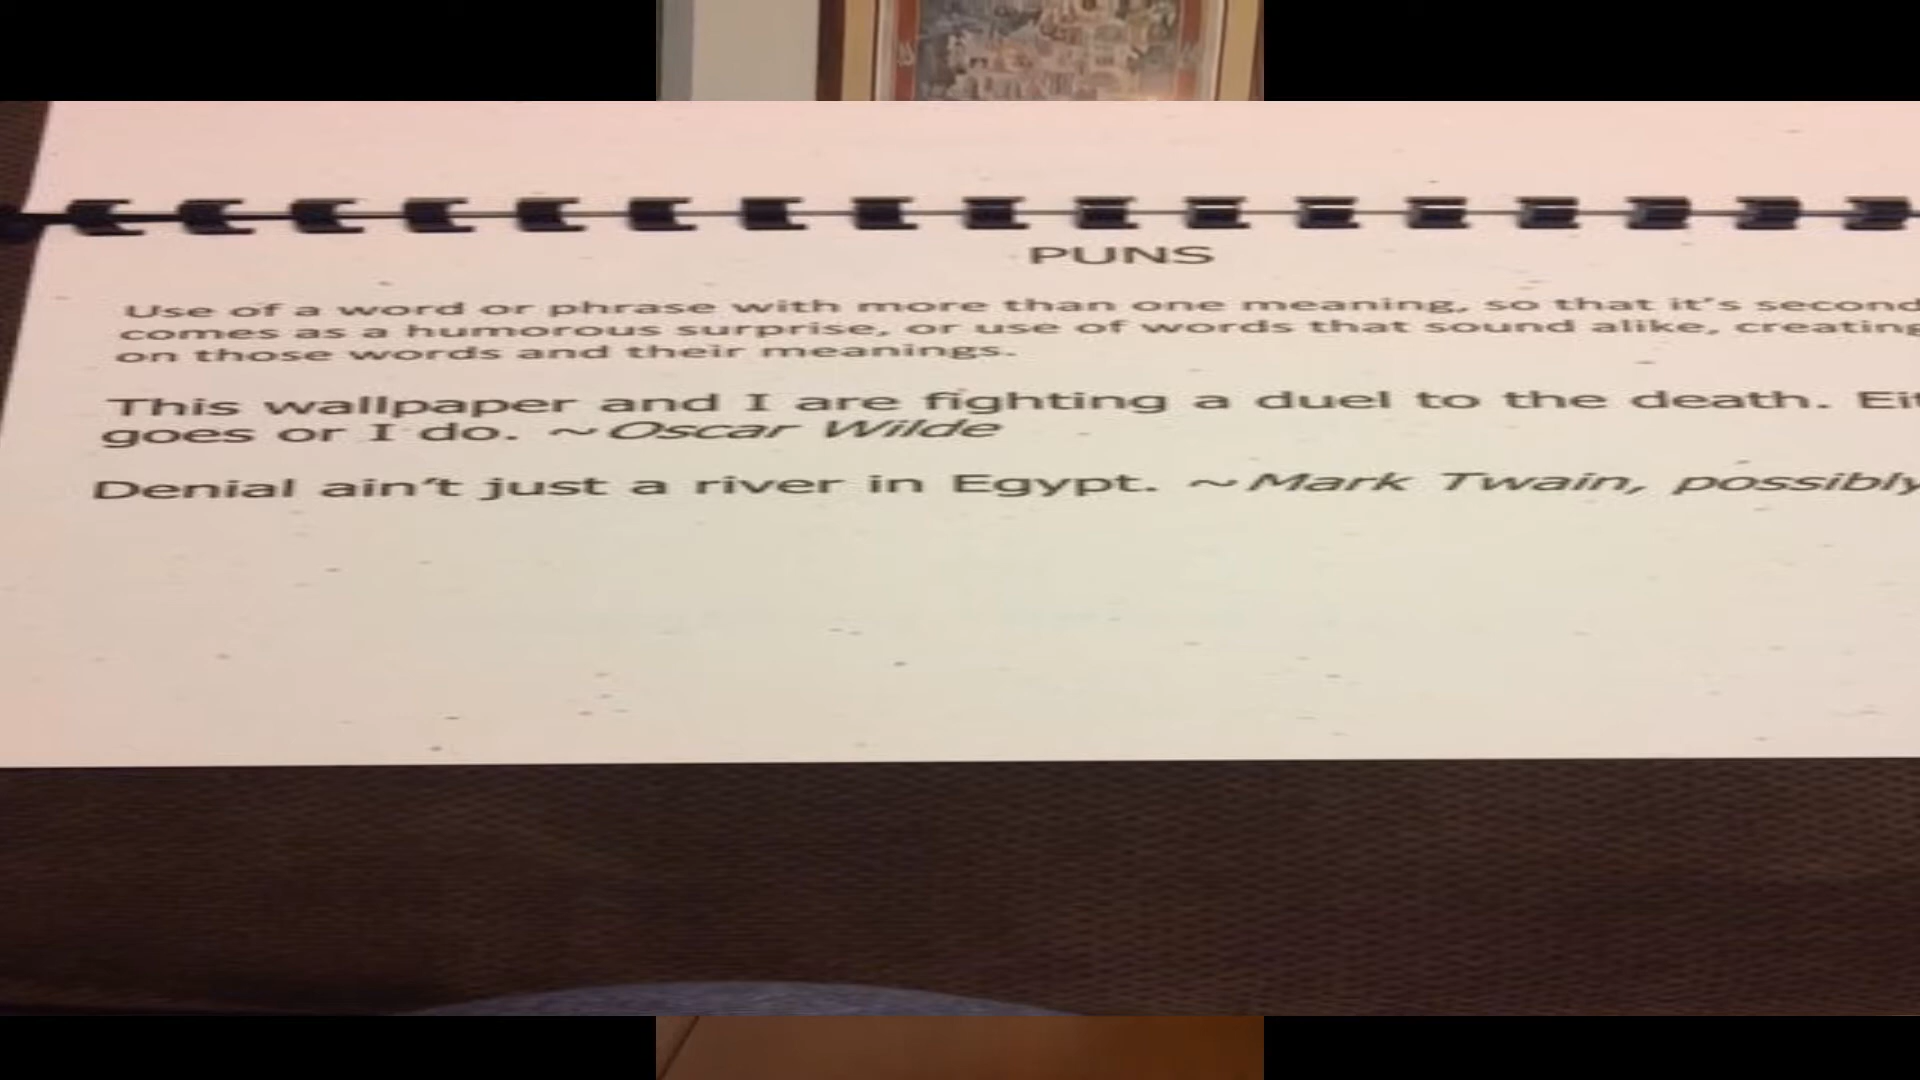 PUNS
Use of a word or phrase with more than one meaning, so that it's second
comes as a humorous surprise, or use of words that sound alike, creating
on those words and their meanings.
This wallpaper and I are fighting a duel to the death. Eit
goes or I do. ~Oscar Wilde
Denial ain't just a river in Egypt. ~Mark Twain, possibly